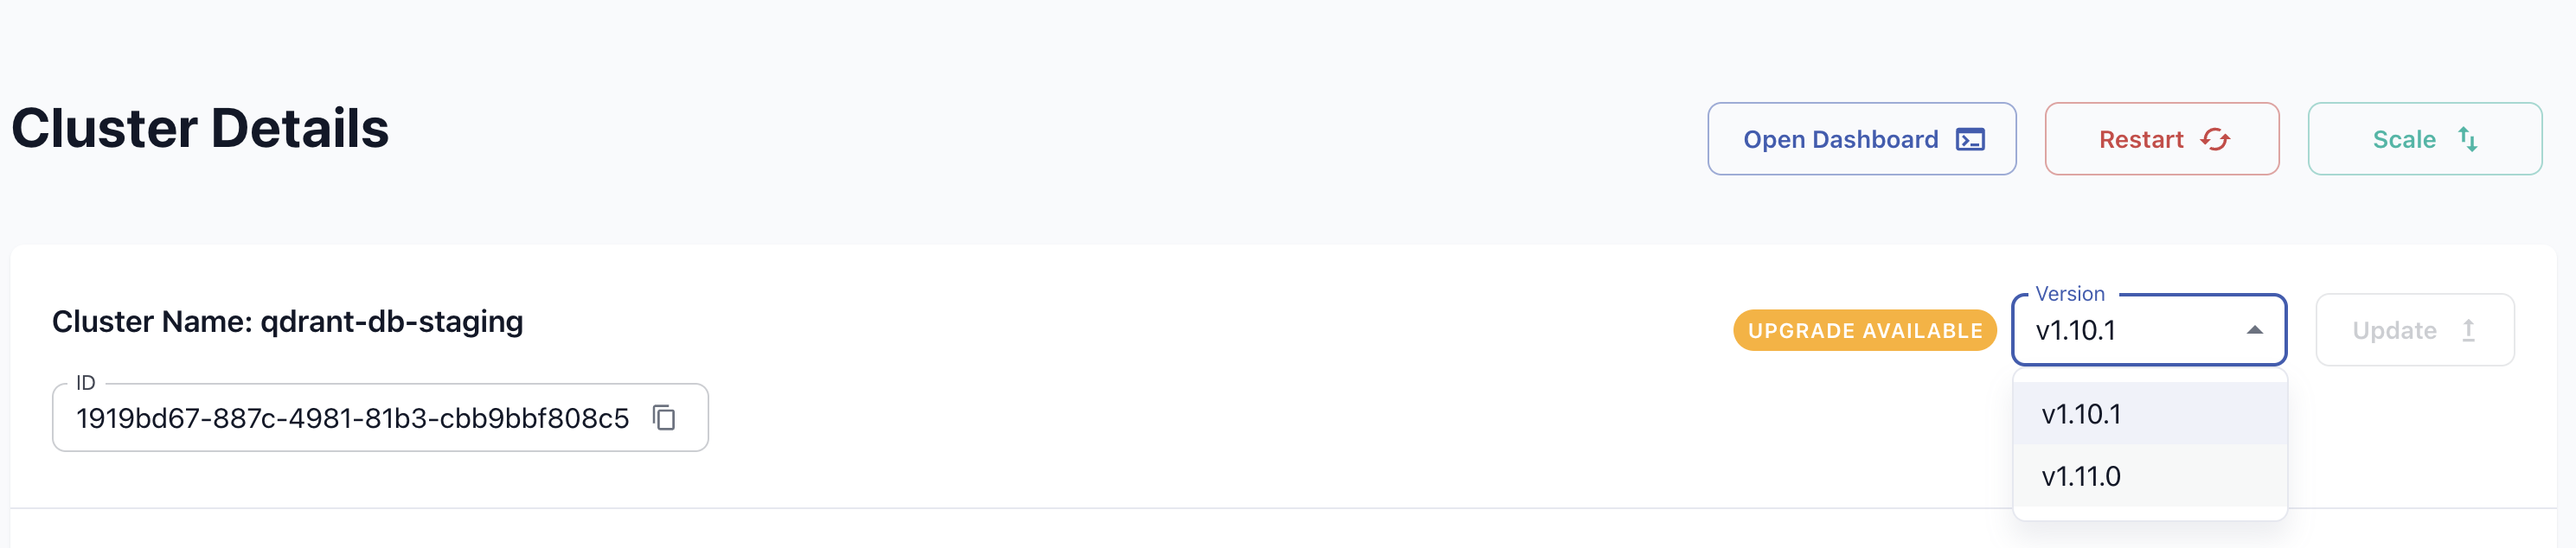 Cluster Details
Open Dashboard
Restart
Scale
Cluster Name: qdrant-db-staging
UPGRADE AVAILABLE
Version
v1.10.1
Update
ID
1919bd67-887c-4981-81b3-cbb9bbf808c5
v1.10.1
v1.11.0